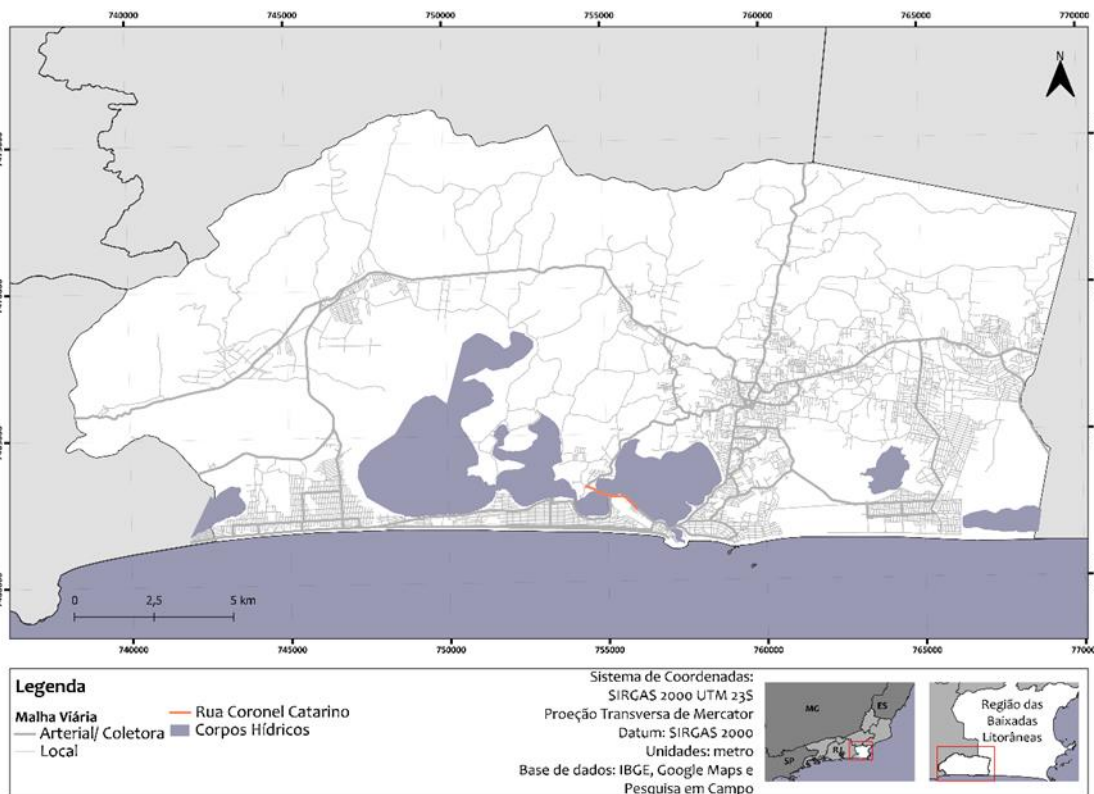 740000 745000 750000 755000 760000 765000 770000
N
0 2,5 5 km
740000 745000 750000 755000 760000 765000 770000
Legenda
Malha Viária
Arterial/ Coletora
Local
Rua Coronel Catarino
Corpos Hídricos
Sistema de Coordenadas:
SIRGAS 2000 UTM 23S
Proeção Transversa de Mercator
Datum: SIRGAS 2000
Unidades: metro
Base de dados: IBGE, Google Maps e
Pesquisa em Campo
MG
ES
RJ
SP
Região das
Baixadas
Litorâneas